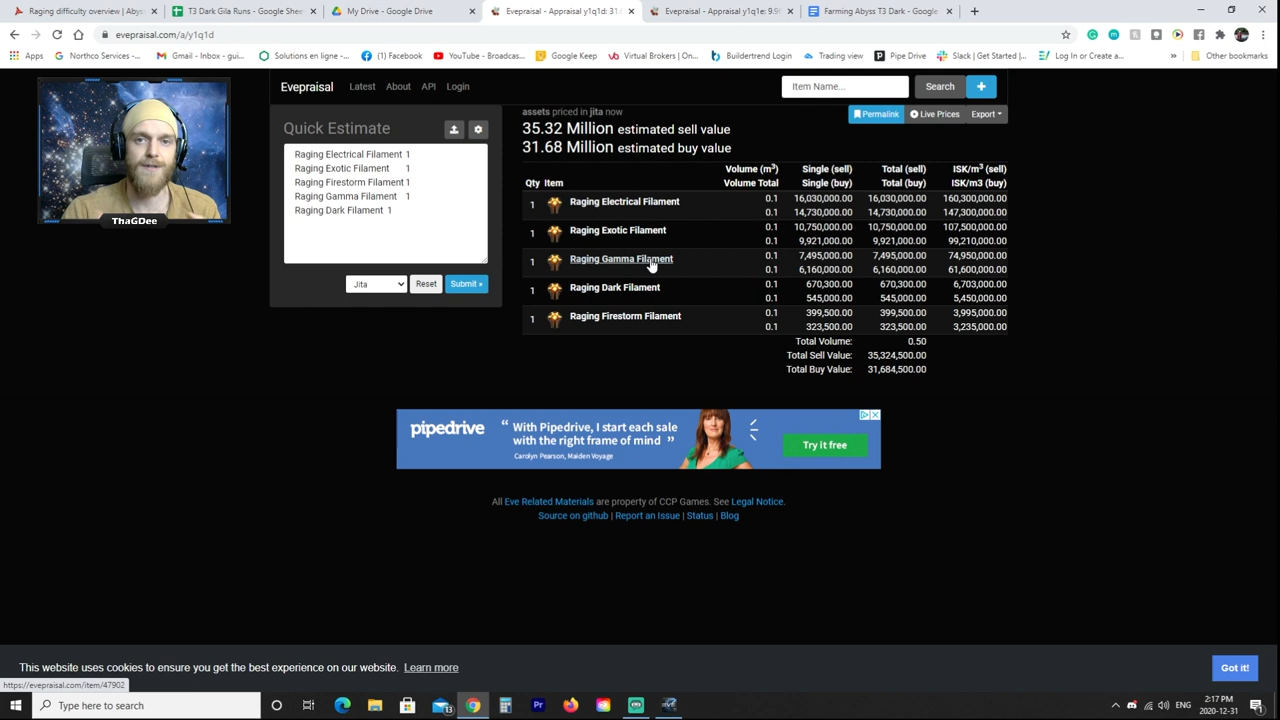 Raging difficulty overview | Abyss
T3 Dark Gila Runs - Google Shee
My Drive - Google Drive
Evepraisal - Appraisal y1q1d: 31.
Evepraisal - Appraisal y1q1e: 9.9
Farming Abyss T3 Dark - Google
evepraisal.com/a/y1q1d
Apps
Northco Services -...
Gmail - Inbox - gui...
Solutions en ligne -...
(1) Facebook
YouTube - Broadcas...
Google Keep
Virtual Brokers | On...
Buildertrend Login
Trading view
Pipe Drive
Slack | Get Started |...
Log In or Create a...
»
Other bookmarks
Evepraisal
Latest
About
API
Login
Item Name...
Search
+
ThaGDee
Quick Estimate
Raging Electrical Filament 1
Raging Exotic Filament 1
Raging Firestorm Filament 1
Raging Gamma Filament 1
Raging Dark Filament 1
Jita
Reset
Submit »
assets priced in jita now
Permalink
Live Prices
Export
35.32 Million estimated sell value
31.68 Million estimated buy value
Volume (m³) Single (sell) Total (sell) ISK/m³ (sell)
Qty Item Volume Total Single (buy) Total (buy) ISK/m3 (buy)
1 Raging Electrical Filament 0.1 16,030,000.00 16,030,000.00 160,300,000.00
0.1 14,730,000.00 14,730,000.00 147,300,000.00
1 Raging Exotic Filament 0.1 10,750,000.00 10,750,000.00 107,500,000.00
0.1 9,921,000.00 9,921,000.00 99,210,000.00
1 Raging Gamma Filament 0.1 7,495,000.00 7,495,000.00 74,950,000.00
0.1 6,160,000.00 6,160,000.00 61,600,000.00
1 Raging Dark Filament 0.1 670,300.00 670,300.00 6,703,000.00
0.1 545,000.00 545,000.00 5,450,000.00
1 Raging Firestorm Filament 0.1 399,500.00 399,500.00 3,995,000.00
0.1 323,500.00 323,500.00 3,235,000.00
Total Volume: 0.50
Total Sell Value: 35,324,500.00
Total Buy Value: 31,684,500.00
pipedrive
“ With Pipedrive, I start each sale
with the right frame of mind ”
Carolyn Pearson, Maiden Voyage
Try it free
All Eve Related Materials are property of CCP Games. See Legal Notice.
Source on github | Report an Issue | Status | Blog
This website uses cookies to ensure you get the best experience on our website. Learn more
Got it!
https://evepraisal.com/item/47902
Type here to search
13
ENG
2:17 PM
2020-12-31